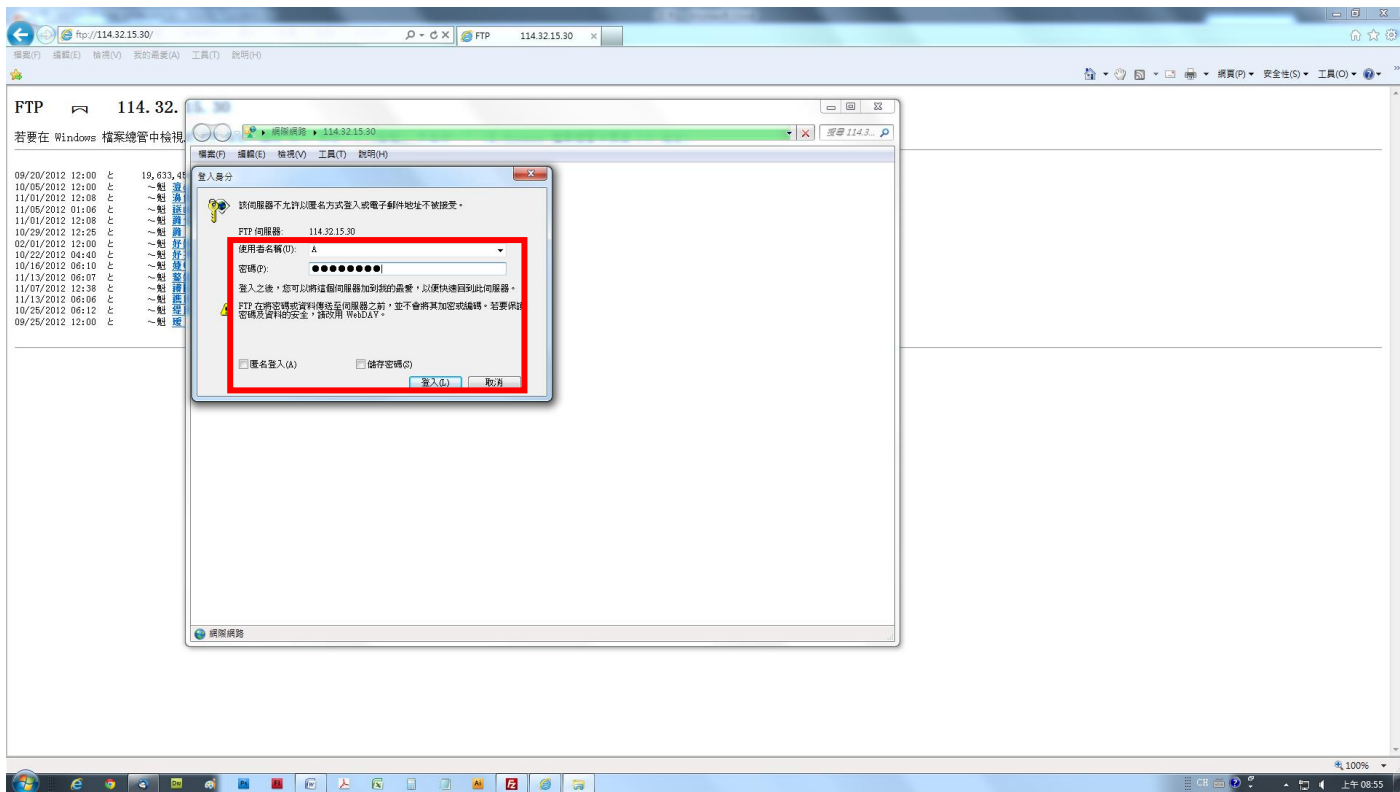 ftp://114.32.15.30/
FTP 114.32.15.30
檔案(F) 編輯(E) 檢視(V) 我的最愛(A) 工具(T) 說明(H)
網頁(P) 安全性(S) 工具(O)
FTP 114.32.15.30
若要在 Windows 檔案總管中檢視
09/20/2012 12:00 19,633,45
10/05/2012 12:00
11/01/2012 12:08
11/05/2012 01:06
11/01/2012 12:08
10/29/2012 12:25
02/01/2012 12:00
10/22/2012 04:40
10/16/2012 06:10
11/13/2012 06:07
11/07/2012 12:38
11/13/2012 06:06
10/25/2012 06:12
09/25/2012 12:00
網際網路 114.32.15.30
搜尋 114.3...
檔案(F) 編輯(E) 檢視(V) 工具(T) 說明(H)
登入身分
該伺服器不允許以匿名方式登入或電子郵件地址不被接受。
FTP 伺服器: 114.32.15.30
使用者名稱(U): A
密碼(P): ●●●●●●●●
登入之後，您可以將這個伺服器加到我的最愛，以便快速回到此伺服器。
FTP 在將密碼或資料傳送至伺服器之前，並不會將其加密或編碼。若要保護
密碼及資料的安全，請改用 WebDAV。
匿名登入(A) 儲存密碼(S)
登入(L) 取消
網際網路
100%
CH 上午 08:55